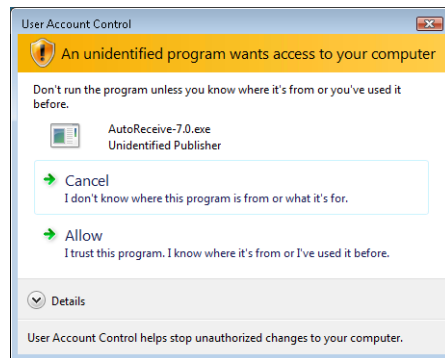 User Account Control
An unidentified program wants access to your computer
Don't run the program unless you know where it's from or you've used it
before.
AutoReceive-7.0.exe
Unidentified Publisher
Cancel
I don't know where this program is from or what it's for.
Allow
I trust this program. I know where it's from or I've used it before.
Details
User Account Control helps stop unauthorized changes to your computer.